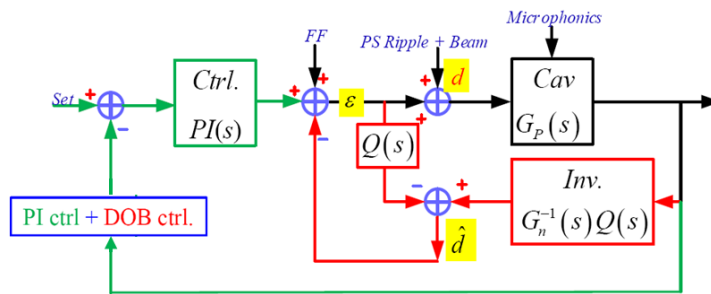 Microphonics
FF
PS Ripple + Beam
Set
+
−
Ctrl.
PI(s)
+
+
−
ε
+
d
+
Cav
G_P(s)
Q(s)
−
+
Inv.
G_n^{-1}(s)Q(s)
PI ctrl + DOB ctrl.
d̂